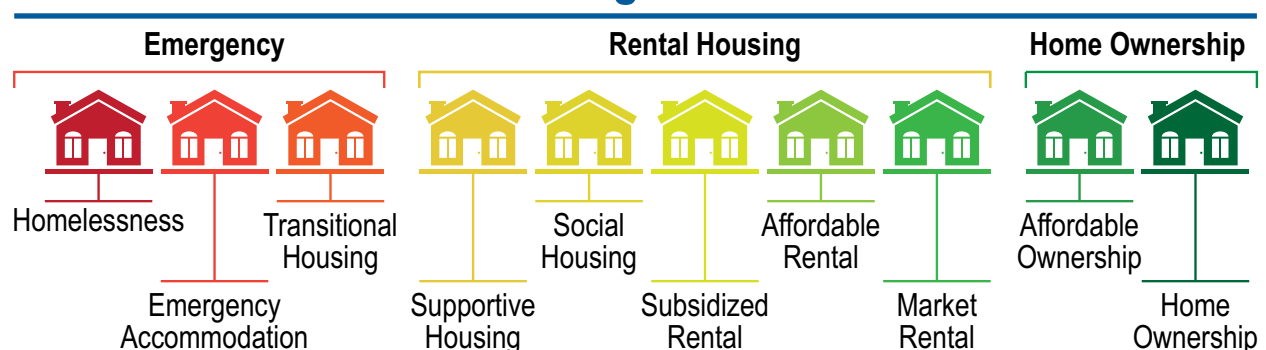 Emergency
Rental Housing
Home Ownership
Homelessness
Emergency
Accommodation
Transitional
Housing
Supportive
Housing
Social
Housing
Subsidized
Rental
Affordable
Rental
Market
Rental
Affordable
Ownership
Home
Ownership